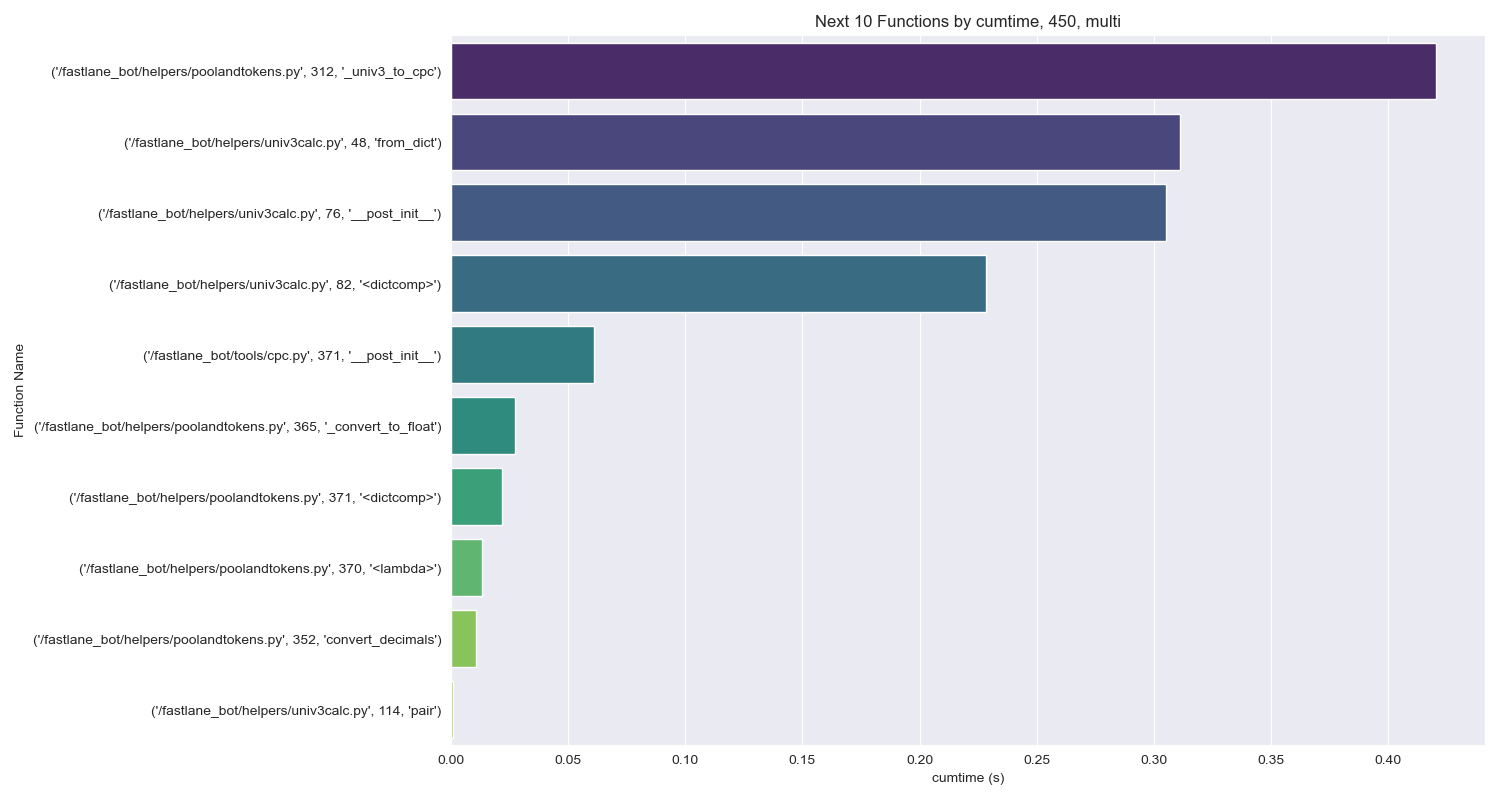 Next 10 Functions by cumtime, 450, multi
('/fastlane_bot/helpers/poolandtokens.py', 312, '_univ3_to_cpc')
('/fastlane_bot/helpers/univ3calc.py', 48, 'from_dict')
('/fastlane_bot/helpers/univ3calc.py', 76, '__post_init__')
('/fastlane_bot/helpers/univ3calc.py', 82, '<dictcomp>')
('/fastlane_bot/tools/cpc.py', 371, '__post_init__')
Function Name
('/fastlane_bot/helpers/poolandtokens.py', 365, '_convert_to_float')
('/fastlane_bot/helpers/poolandtokens.py', 371, '<dictcomp>')
('/fastlane_bot/helpers/poolandtokens.py', 370, '<lambda>')
('/fastlane_bot/helpers/poolandtokens.py', 352, 'convert_decimals')
('/fastlane_bot/helpers/univ3calc.py', 114, 'pair')
0.00 0.05 0.10 0.15 0.20 0.25 0.30 0.35 0.40
cumtime (s)